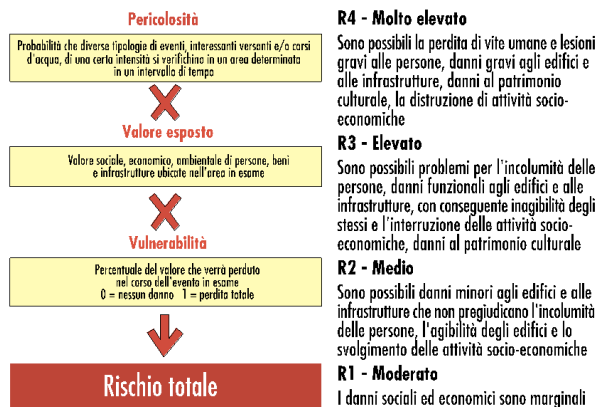 Pericolosità
Probabilità che diverse tipologie di eventi, interessanti versanti e/o corsi
d'acqua, di una certa intensità si verifichino in un area determinata
in un intervallo di tempo
Valore esposto
Valore sociale, economico, ambientale di persone, beni
e infrastrutture ubicate nell'area in esame
Vulnerabilità
Percentuale del valore che verrà perduto
nel corso dell'evento in esame
0 = nessun danno 1 = perdita totale
Rischio totale
R4 - Molto elevato
Sono possibili la perdita di vite umane e lesioni
gravi alle persone, danni gravi agli edifici e
alle infrastrutture, danni al patrimonio
culturale, la distruzione di attività socio-
economiche
R3 - Elevato
Sono possibili problemi per l'incolumità delle
persone, danni funzionali agli edifici e alle
infrastrutture, con conseguente inagibilità degli
stessi e l'interruzione delle attività socio-
economiche, danni al patrimonio culturale
R2 - Medio
Sono possibili danni minori agli edifici e alle
infrastrutture che non pregiudicano l'incolumità
delle persone, l'agibilità degli edifici e lo
svolgimento delle attività socio-economiche
R1 - Moderato
I danni sociali ed economici sono marginali